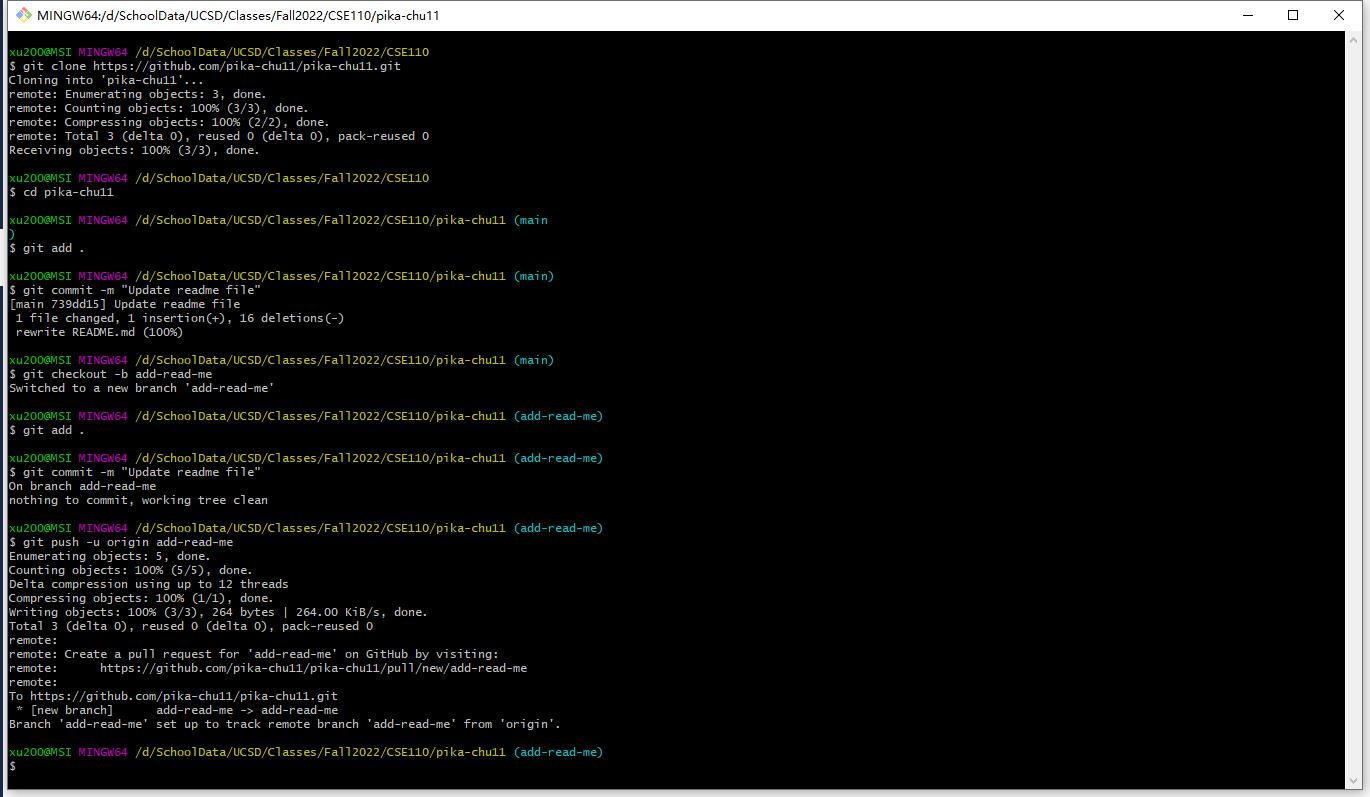 MINGW64:/d/SchoolData/UCSD/Classes/Fall2022/CSE110/pika-chu11
xu200@MSI MINGW64 /d/SchoolData/UCSD/Classes/Fall2022/CSE110
$ git clone https://github.com/pika-chu11/pika-chu11.git
Cloning into 'pika-chu11'...
remote: Enumerating objects: 3, done.
remote: Counting objects: 100% (3/3), done.
remote: Compressing objects: 100% (2/2), done.
remote: Total 3 (delta 0), reused 0 (delta 0), pack-reused 0
Receiving objects: 100% (3/3), done.
xu200@MSI MINGW64 /d/SchoolData/UCSD/Classes/Fall2022/CSE110
$ cd pika-chu11
xu200@MSI MINGW64 /d/SchoolData/UCSD/Classes/Fall2022/CSE110/pika-chu11 (main
)
$ git add .
xu200@MSI MINGW64 /d/SchoolData/UCSD/Classes/Fall2022/CSE110/pika-chu11 (main)
$ git commit -m "Update readme file"
[main 739dd15] Update readme file
 1 file changed, 1 insertion(+), 16 deletions(-)
 rewrite README.md (100%)
xu200@MSI MINGW64 /d/SchoolData/UCSD/Classes/Fall2022/CSE110/pika-chu11 (main)
$ git checkout -b add-read-me
Switched to a new branch 'add-read-me'
xu200@MSI MINGW64 /d/SchoolData/UCSD/Classes/Fall2022/CSE110/pika-chu11 (add-read-me)
$ git add .
xu200@MSI MINGW64 /d/SchoolData/UCSD/Classes/Fall2022/CSE110/pika-chu11 (add-read-me)
$ git commit -m "Update readme file"
On branch add-read-me
nothing to commit, working tree clean
xu200@MSI MINGW64 /d/SchoolData/UCSD/Classes/Fall2022/CSE110/pika-chu11 (add-read-me)
$ git push -u origin add-read-me
Enumerating objects: 5, done.
Counting objects: 100% (5/5), done.
Delta compression using up to 12 threads
Compressing objects: 100% (1/1), done.
Writing objects: 100% (3/3), 264 bytes | 264.00 KiB/s, done.
Total 3 (delta 0), reused 0 (delta 0), pack-reused 0
remote:
remote: Create a pull request for 'add-read-me' on GitHub by visiting:
remote:      https://github.com/pika-chu11/pika-chu11/pull/new/add-read-me
remote:
To https://github.com/pika-chu11/pika-chu11.git
 * [new branch]      add-read-me -> add-read-me
Branch 'add-read-me' set up to track remote branch 'add-read-me' from 'origin'.
xu200@MSI MINGW64 /d/SchoolData/UCSD/Classes/Fall2022/CSE110/pika-chu11 (add-read-me)
$